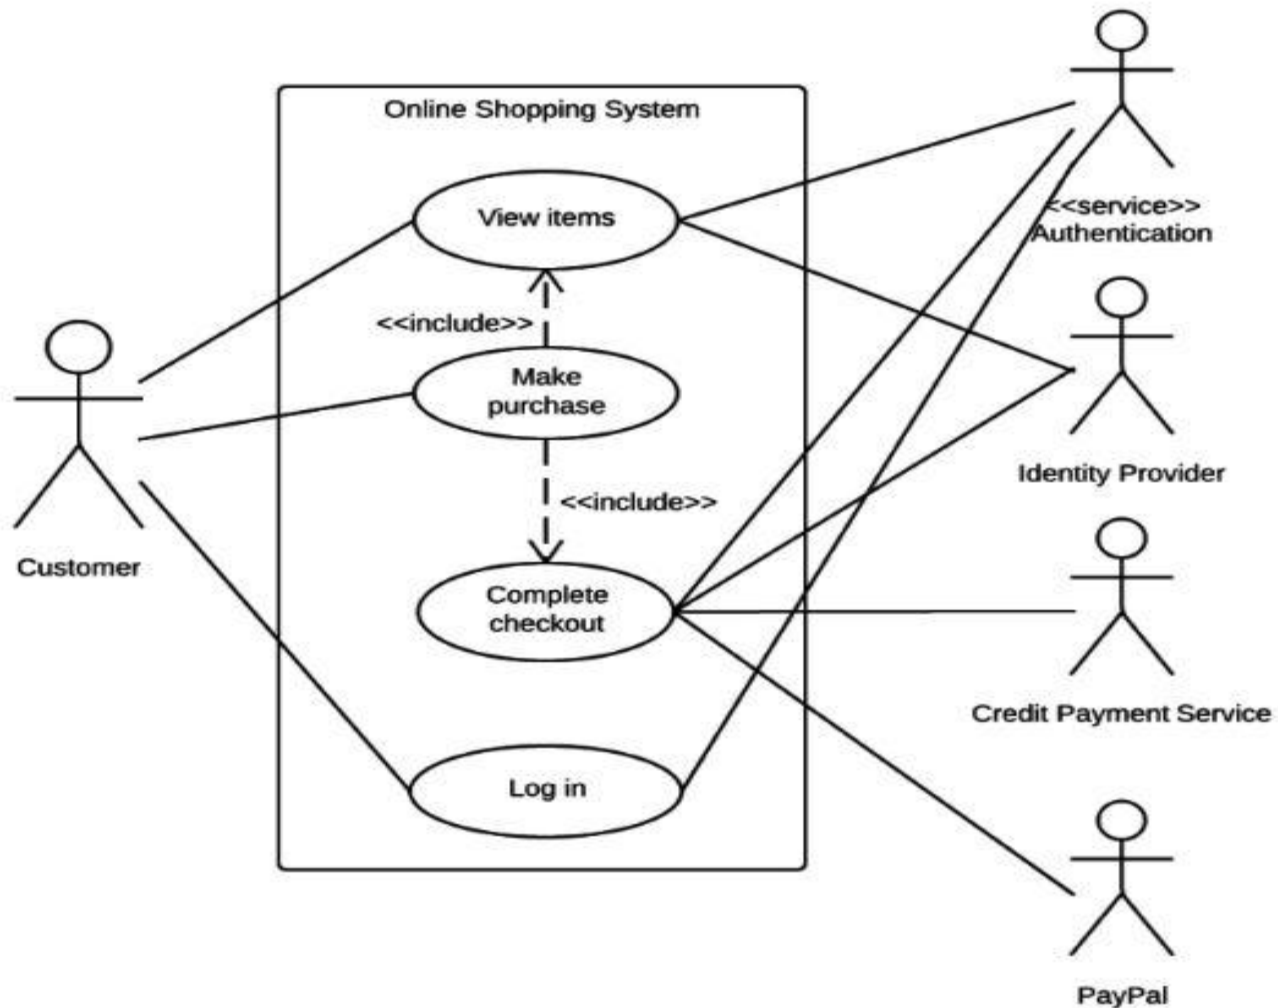 Online Shopping System
View items
<<include>>
Make
purchase
<<include>>
Complete
checkout
Log in
Customer
<<service>>
Authentication
Identity Provider
Credit Payment Service
PayPal